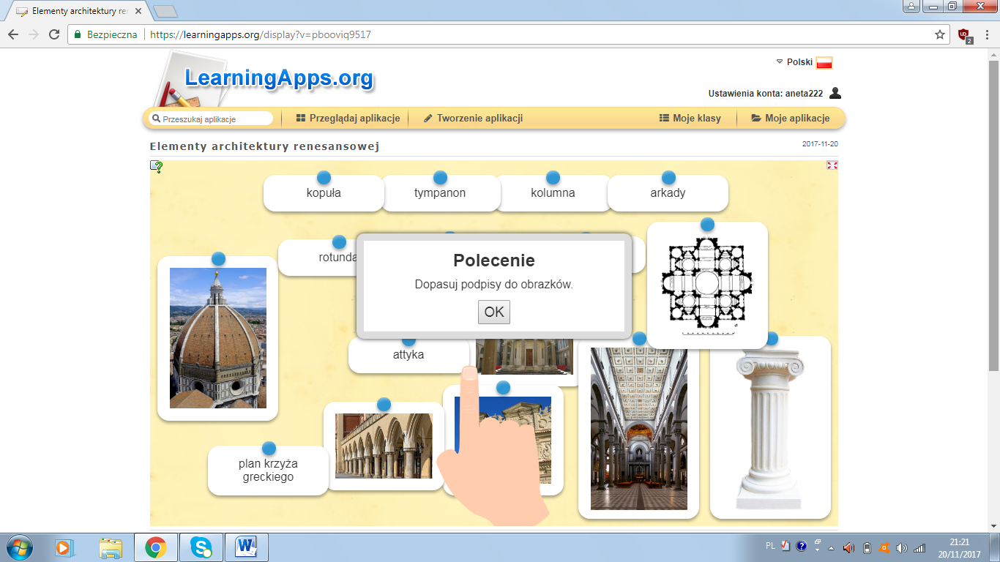 Elementy architektury re
Bezpieczna
https://learningapps.org/display?v=pbooviq9517
2
LearningApps.org
Polski
Ustawienia konta: aneta222
Przeszukaj aplikacje
Przeglądaj aplikacje
Tworzenie aplikacji
Moje klasy
Moje aplikacje
Elementy architektury renesansowej
2017-11-20
kopuła
tympanon
kolumna
arkady
rotunda
Polecenie
Dopasuj podpisy do obrazków.
OK
attyka
plan krzyża
greckiego
PL
21:21
20/11/2017